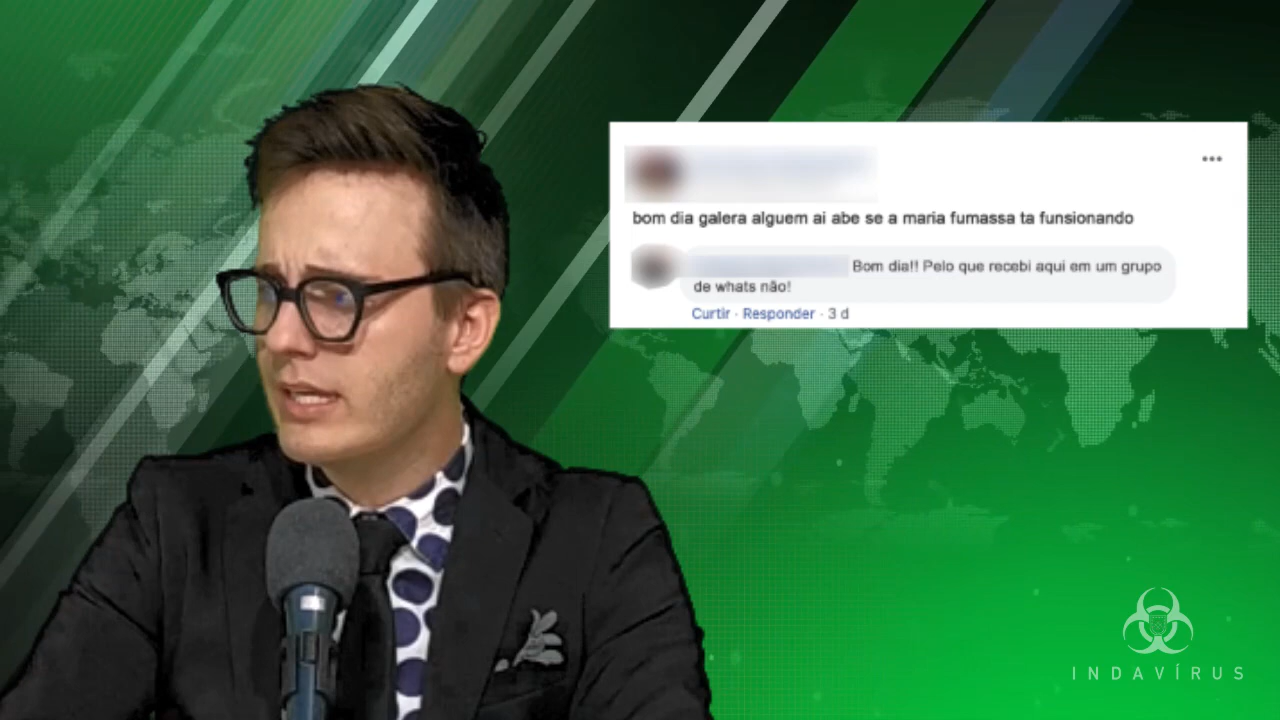 bom dia galera alguem ai abe se a maria fumassa ta funsionando
Bom dia!! Pelo que recebi aqui em um grupo
de whats não!
Curtir · Responder · 3 d
INDAVÍRUS